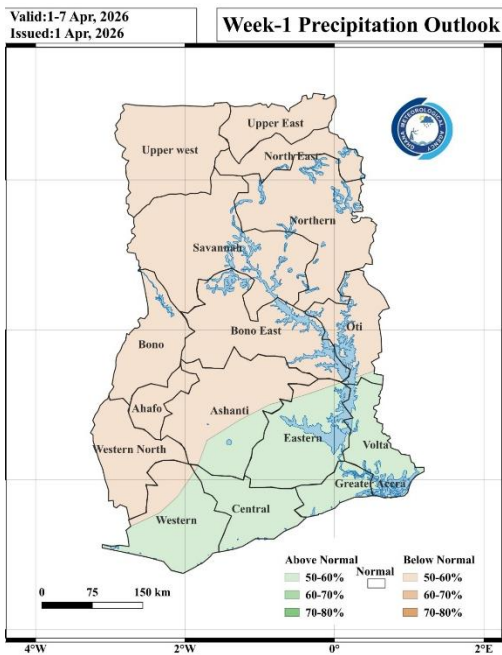 Valid:1-7 Apr, 2026
Issued:1 Apr, 2026
Week-1 Precipitation Outlook
GHANA METEOROLOGICAL AGENCY
Upper East
Upper west
North East
Northern
Savannah
Oti
Bono East
Bono
Ahafo
Ashanti
Western North
Eastern
Volta
Greater Accra
Central
Western
Above Normal
Normal
Below Normal
50-60%
50-60%
60-70%
60-70%
70-80%
70-80%
0 75 150 km
4°W 2°W 0° 2°E